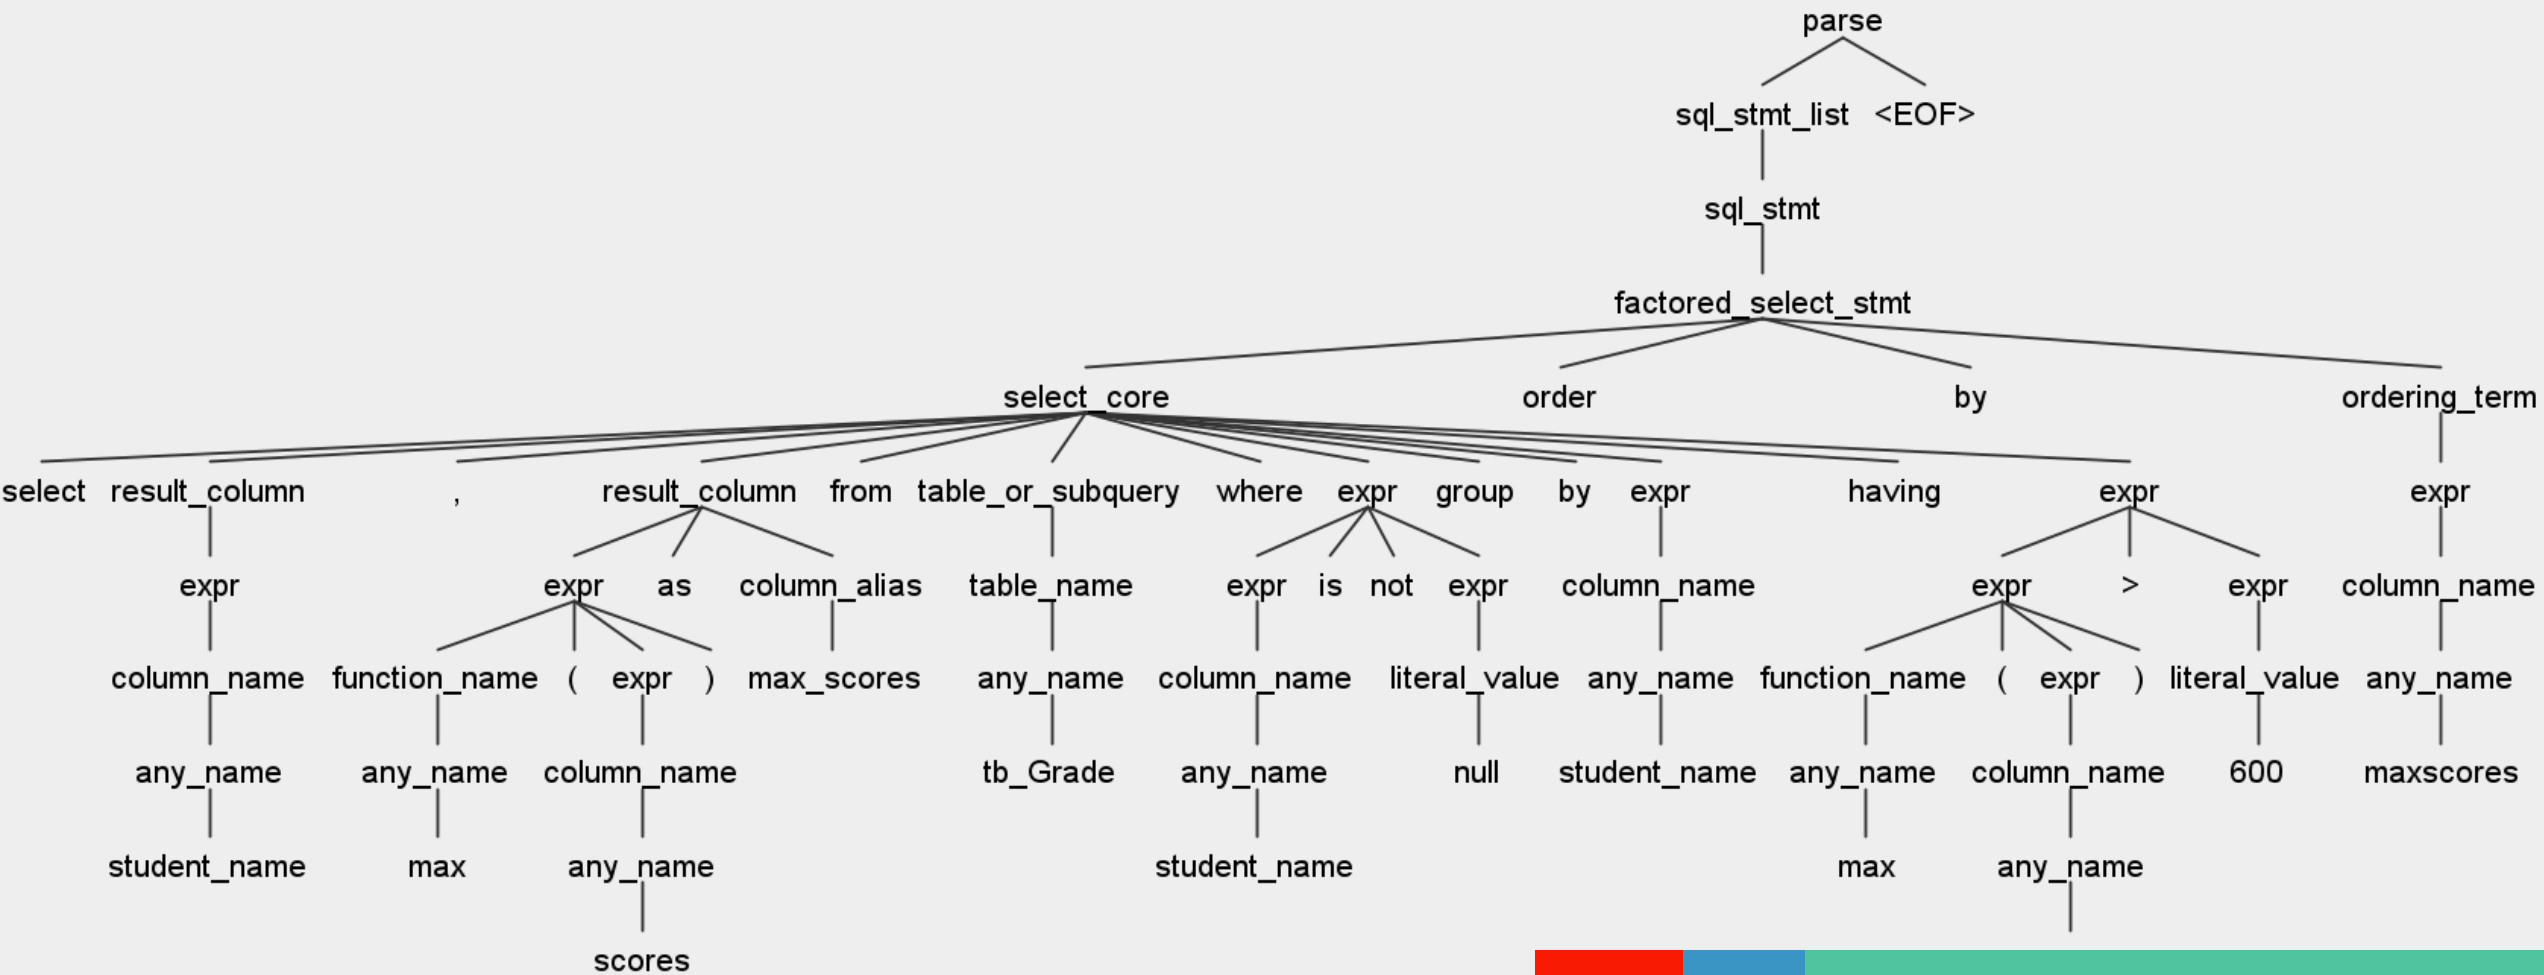 parse
sql_stmt_list <EOF>
sql_stmt
factored_select_stmt
select_core order by ordering_term
select result_column , result_column from table_or_subquery where expr group by expr having expr expr
expr expr as column_alias table_name expr is not expr column_name expr > expr column_name
column_name function_name ( expr ) max_scores any_name column_name literal_value any_name function_name ( expr ) literal_value any_name
any_name any_name column_name tb_Grade any_name null student_name any_name column_name 600 maxscores
student_name max any_name student_name max any_name
scores